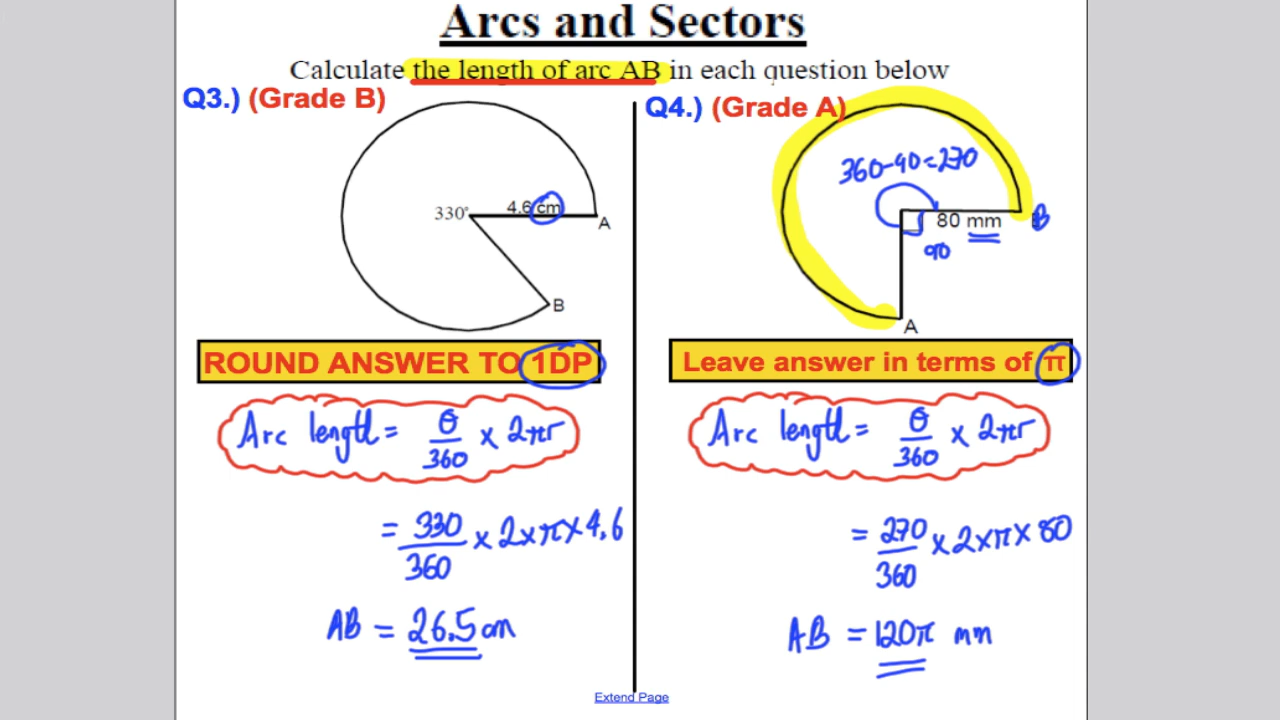 Arcs and Sectors
Calculate the length of arc AB in each question below
Q3.) (Grade B)
330°
4.6 cm
A
B
ROUND ANSWER TO 1DP
Arc length = θ/360 × 2πr
= 330/360 × 2×π×4.6
AB = 26.5 cm
Q4.) (Grade A)
360-90=270
80 mm
B
90
A
Leave answer in terms of π
Arc length = θ/360 × 2πr
= 270/360 × 2×π×80
AB = 120π mm
Extend Page